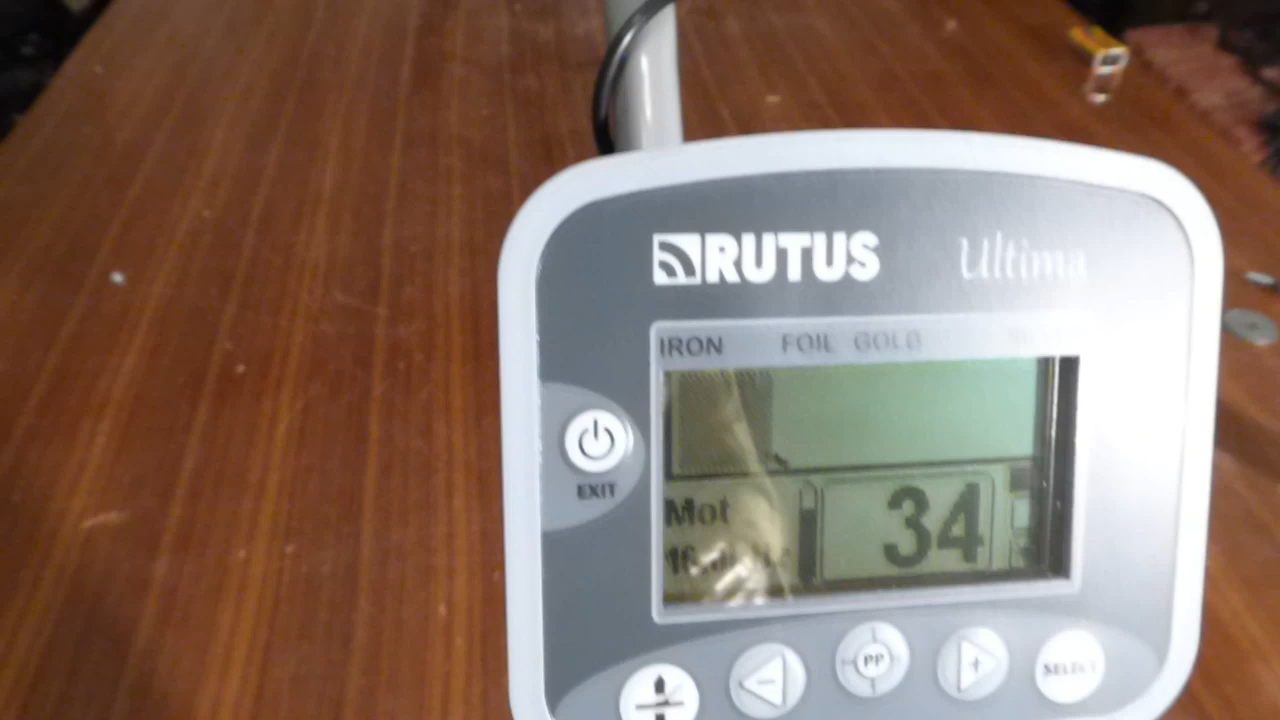 RUTUS Ultima
IRON FOIL GOLD
EXIT
Mot
34
- PP + SELECT